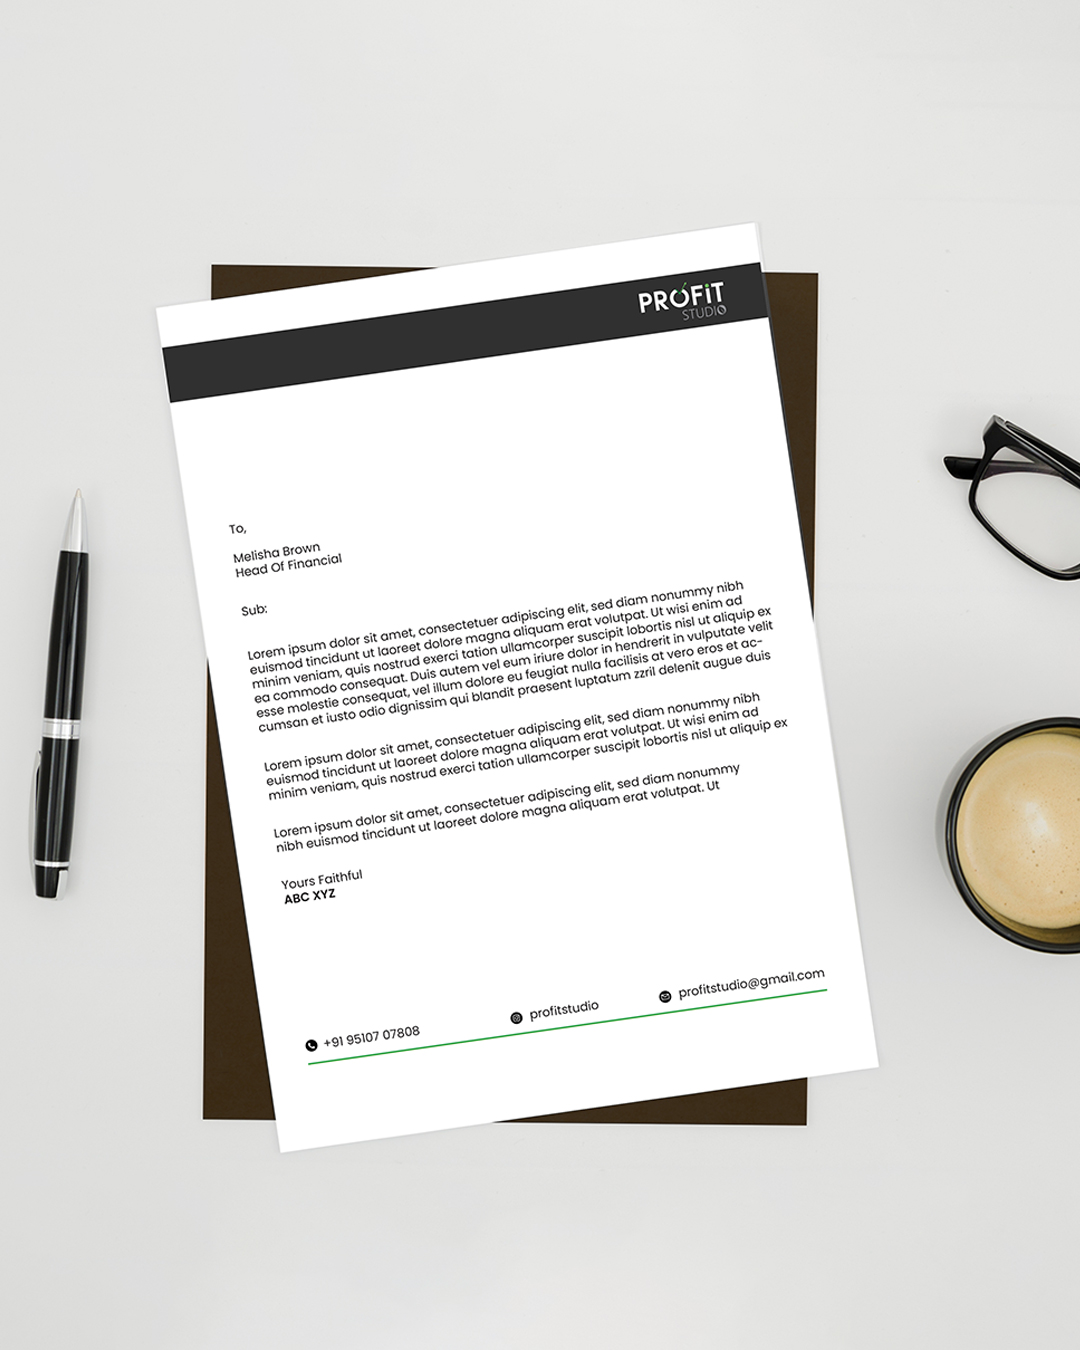 PROFiT
STUDIO
To,
Melisha Brown
Head Of Financial
Sub:
Lorem ipsum dolor sit amet, consectetuer adipiscing elit, sed diam nonummy nibh
euismod tincidunt ut laoreet dolore magna aliquam erat volutpat. Ut wisi enim ad
minim veniam, quis nostrud exerci tation ullamcorper suscipit lobortis nisl ut aliquip ex
ea commodo consequat. Duis autem vel eum iriure dolor in hendrerit in vulputate velit
esse molestie consequat, vel illum dolore eu feugiat nulla facilisis at vero eros et ac-
cumsan et iusto odio dignissim qui blandit praesent luptatum zzril delenit augue duis
Lorem ipsum dolor sit amet, consectetuer adipiscing elit, sed diam nonummy nibh
euismod tincidunt ut laoreet dolore magna aliquam erat volutpat. Ut wisi enim ad
minim veniam, quis nostrud exerci tation ullamcorper suscipit lobortis nisl ut aliquip ex
Lorem ipsum dolor sit amet, consectetuer adipiscing elit, sed diam nonummy
nibh euismod tincidunt ut laoreet dolore magna aliquam erat volutpat. Ut
Yours Faithful
ABC XYZ
+91 95107 07808
profitstudio
profitstudio@gmail.com